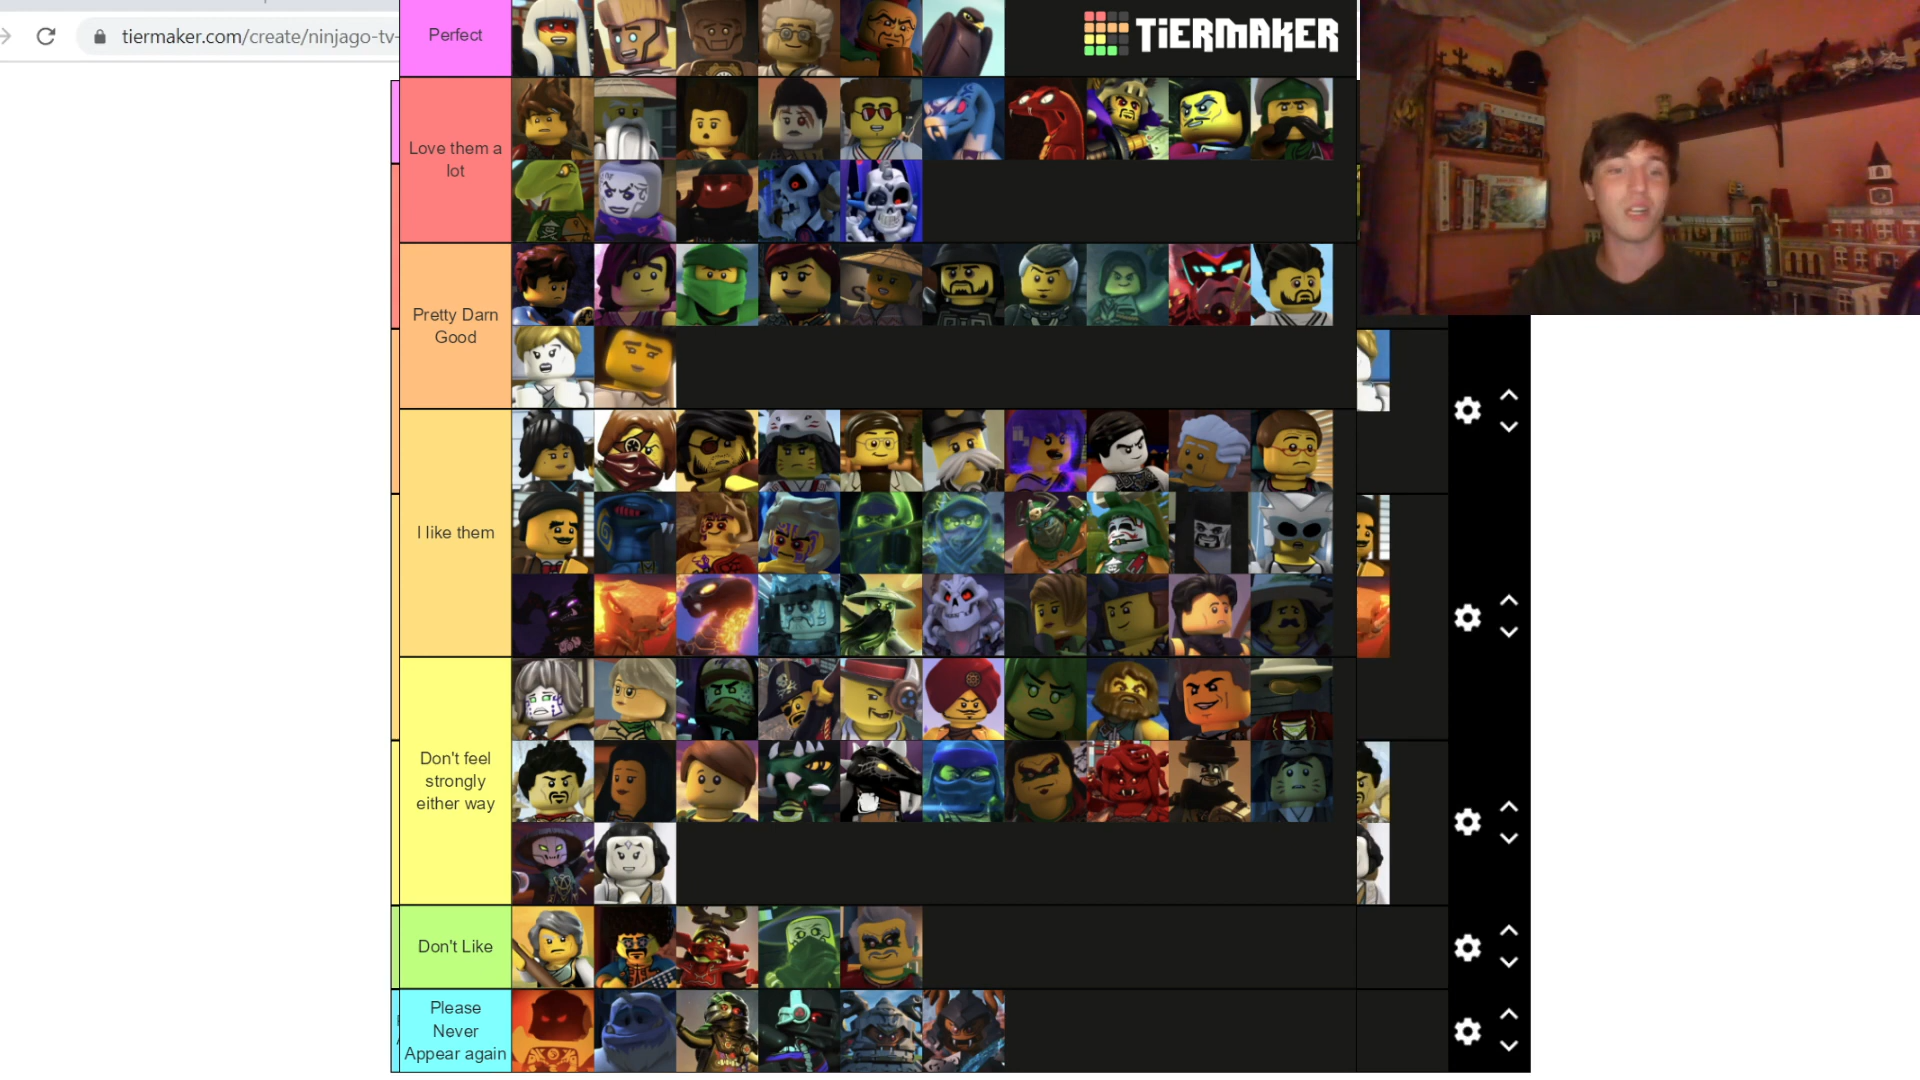 tiermaker.com/create/ninjago-tv-
Perfect
TiERMAKER
Love them a
lot
Pretty Darn
Good
I like them
Don't feel
strongly
either way
Don't Like
Please
Never
Appear again